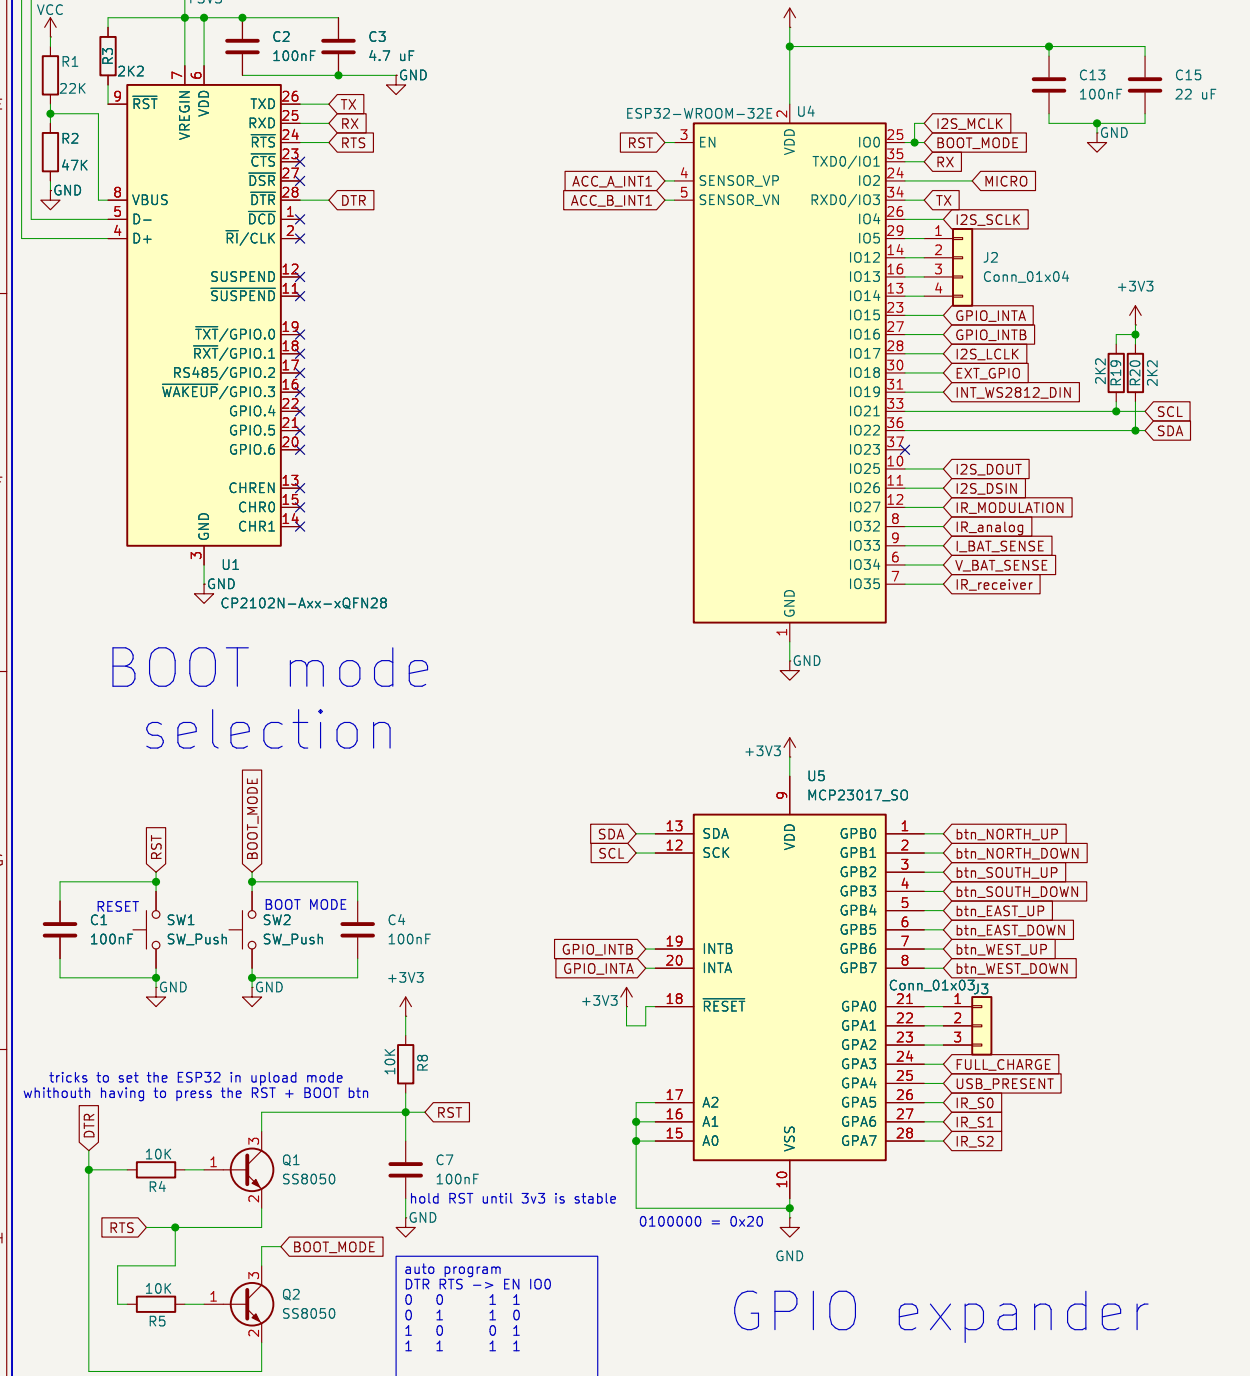 VCC
+3V3
R1
22K
R3
2K2
C2
100nF
C3
4.7 uF
GND
R2
47K
GND
7
6
9
RST
VREGIN
VDD
TXD
26
TX
RXD
25
RX
RTS
24
RTS
CTS
23
DSR
27
8
VBUS
DTR
28
DTR
5
D-
DCD
1
4
D+
RI/CLK
2
SUSPEND
12
SUSPEND
11
TXT/GPIO.0
19
RXT/GPIO.1
18
RS485/GPIO.2
17
WAKEUP/GPIO.3
16
GPIO.4
22
GPIO.5
21
GPIO.6
20
CHREN
13
CHR0
15
CHR1
14
GND
3
U1
GND
CP2102N-Axx-xQFN28
C13
100nF
C15
22 uF
GND
ESP32-WROOM-32E
2
U4
VDD
RST
3
EN
ACC_A_INT1
4
SENSOR_VP
ACC_B_INT1
5
SENSOR_VN
I2S_MCLK
IO0
25
BOOT_MODE
TXD0/IO1
35
RX
IO2
24
MICRO
RXD0/IO3
34
TX
IO4
26
I2S_SCLK
IO5
29
1
IO12
14
2
J2
IO13
16
3
Conn_01x04
IO14
13
4
IO15
23
GPIO_INTA
IO16
27
GPIO_INTB
IO17
28
I2S_LCLK
IO18
30
EXT_GPIO
IO19
31
INT_WS2812_DIN
IO21
33
SCL
IO22
36
SDA
IO23
37
IO25
10
I2S_DOUT
IO26
11
I2S_DSIN
IO27
12
IR_MODULATION
IO32
8
IR_analog
IO33
9
I_BAT_SENSE
IO34
6
V_BAT_SENSE
IO35
7
IR_receiver
+3V3
2K2
R19
R20
2K2
GND
1
GND
BOOT mode
selection
RST
BOOT_MODE
RESET
C1
100nF
SW1
SW_Push
BOOT MODE
SW2
SW_Push
C4
100nF
GND
GND
+3V3
10K
R8
tricks to set the ESP32 in upload mode
whithouth having to press the RST + BOOT btn
DTR
RST
10K
R4
1
3
2
Q1
SS8050
C7
100nF
hold RST until 3v3 is stable
GND
RTS
BOOT_MODE
10K
R5
1
3
2
Q2
SS8050
auto program
DTR RTS -> EN IO0
0 0 1 1
0 1 1 0
1 0 0 1
1 1 1 1
+3V3
U5
MCP23017_SO
9
VDD
SDA
13
SDA
SCL
12
SCK
GPIO_INTB
19
INTB
GPIO_INTA
20
INTA
+3V3
18
RESET
17
A2
16
A1
15
A0
GPB0
1
btn_NORTH_UP
GPB1
2
btn_NORTH_DOWN
GPB2
3
btn_SOUTH_UP
GPB3
4
btn_SOUTH_DOWN
GPB4
5
btn_EAST_UP
GPB5
6
btn_EAST_DOWN
GPB6
7
btn_WEST_UP
GPB7
8
btn_WEST_DOWN
Conn_01x03
J3
GPA0
21
1
GPA1
22
2
GPA2
23
3
GPA3
24
FULL_CHARGE
GPA4
25
USB_PRESENT
GPA5
26
IR_S0
GPA6
27
IR_S1
GPA7
28
IR_S2
VSS
10
0100000 = 0x20
GND
GPIO expander